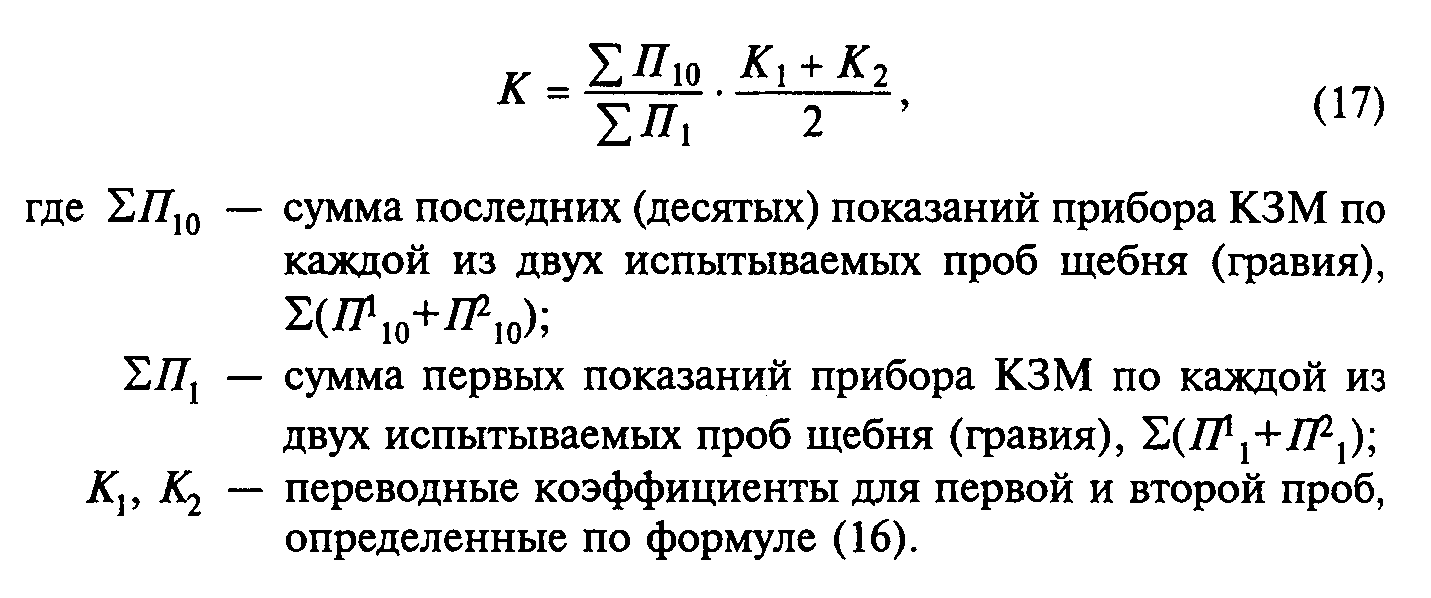 K = ∑П₁₀ / ∑П₁ · (K₁ + K₂) / 2 , (17)
где ΣП₁₀ — сумма последних (десятых) показаний прибора КЗМ по
каждой из двух испытываемых проб щебня (гравия),
Σ(П¹₁₀+П²₁₀);
ΣП₁ — сумма первых показаний прибора КЗМ по каждой из
двух испытываемых проб щебня (гравия), Σ(П¹₁+П²₁);
K₁, K₂ — переводные коэффициенты для первой и второй проб,
определенные по формуле (16).